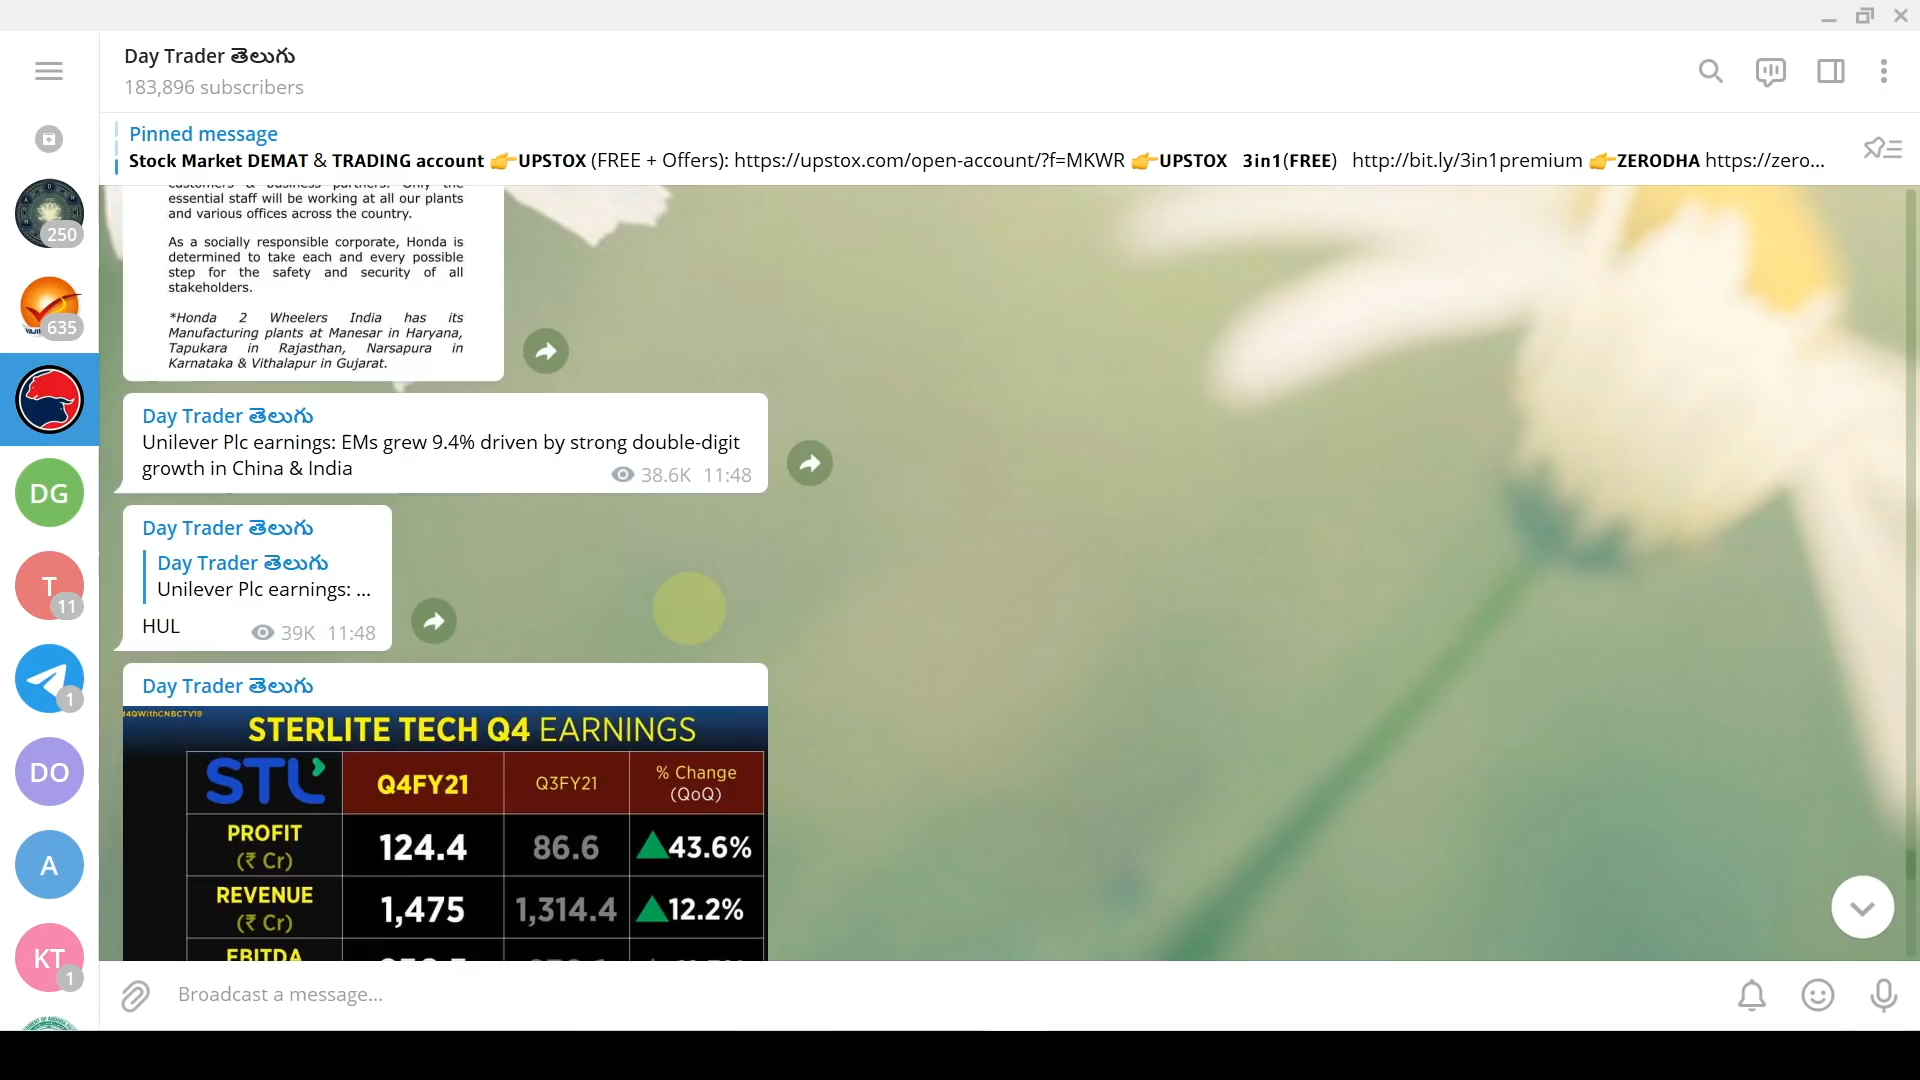 Day Trader తెలుగు
183,896 subscribers
Pinned message
Stock Market DEMAT & TRADING account 👉UPSTOX (FREE + Offers): https://upstox.com/open-account/?f=MKWR 👉UPSTOX 3in1(FREE) http://bit.ly/3in1premium 👉ZERODHA https://zero...
250
635
DG
T
11
1
DO
A
KT
1
customers & business partners. Only the
essential staff will be working at all our plants
and various offices across the country.
As a socially responsible corporate, Honda is
determined to take each and every possible
step for the safety and security of all
stakeholders.
*Honda 2 Wheelers India has its
Manufacturing plants at Manesar in Haryana,
Tapukara in Rajasthan, Narsapura in
Karnataka & Vithalapur in Gujarat.
Day Trader తెలుగు
Unilever Plc earnings: EMs grew 9.4% driven by strong double-digit
growth in China & India
38.6K 11:48
Day Trader తెలుగు
Day Trader తెలుగు
Unilever Plc earnings: ...
HUL
39K 11:48
Day Trader తెలుగు
#4QWithCNBCTV18
STERLITE TECH Q4 EARNINGS
STL Q4FY21 Q3FY21 % Change
(QoQ)
PROFIT
(₹ Cr) 124.4 86.6 43.6%
REVENUE
(₹ Cr) 1,475 1,314.4 12.2%
EBITDA
Broadcast a message...